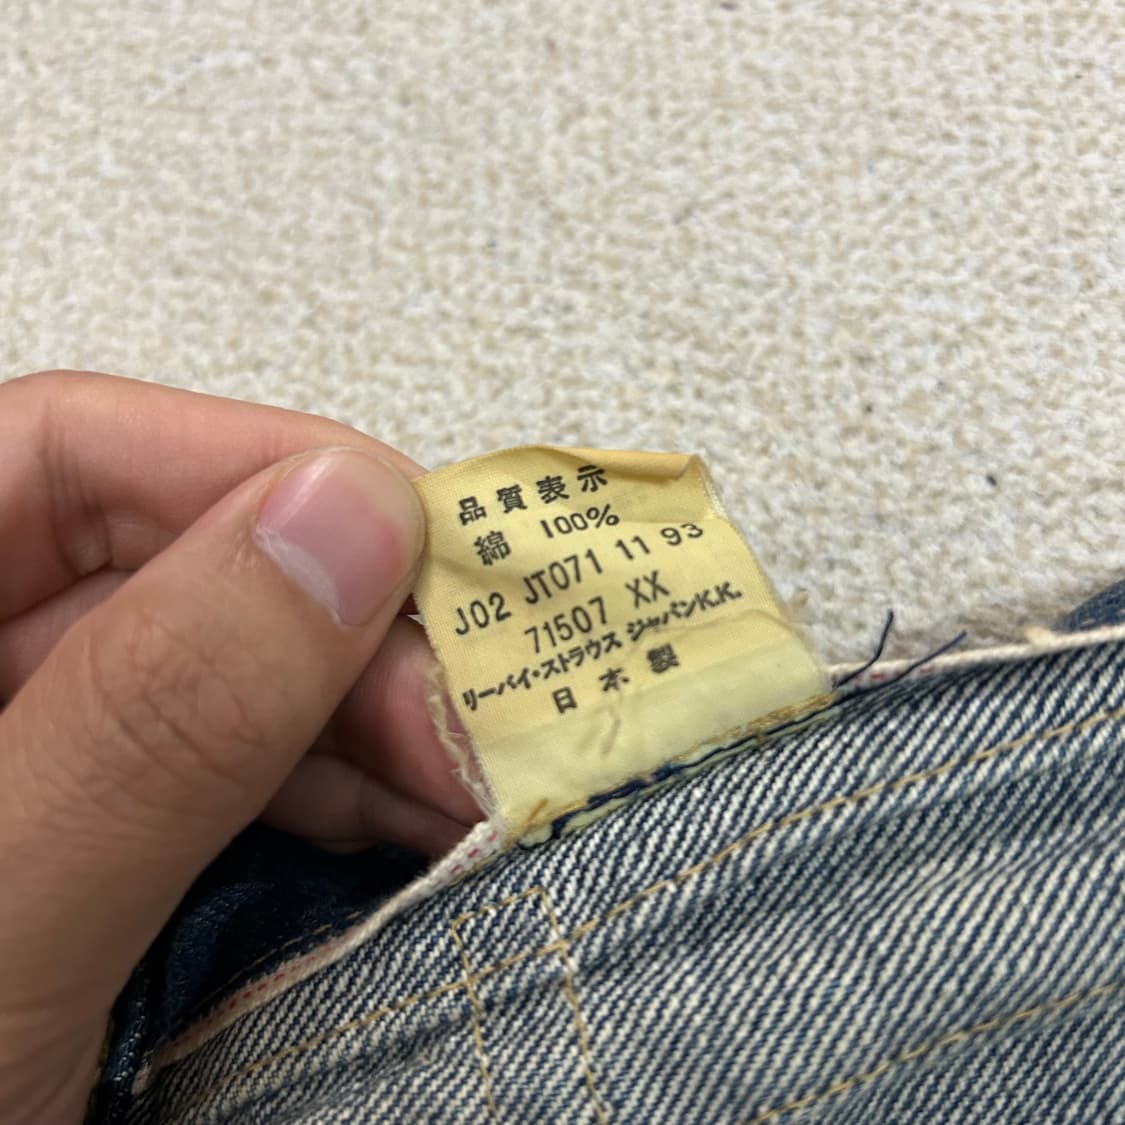 品質表示
綿 100%
J02 JT071 11 93
71507 XX
リーバイ・ストラウス ジャパンK.K.
日本製